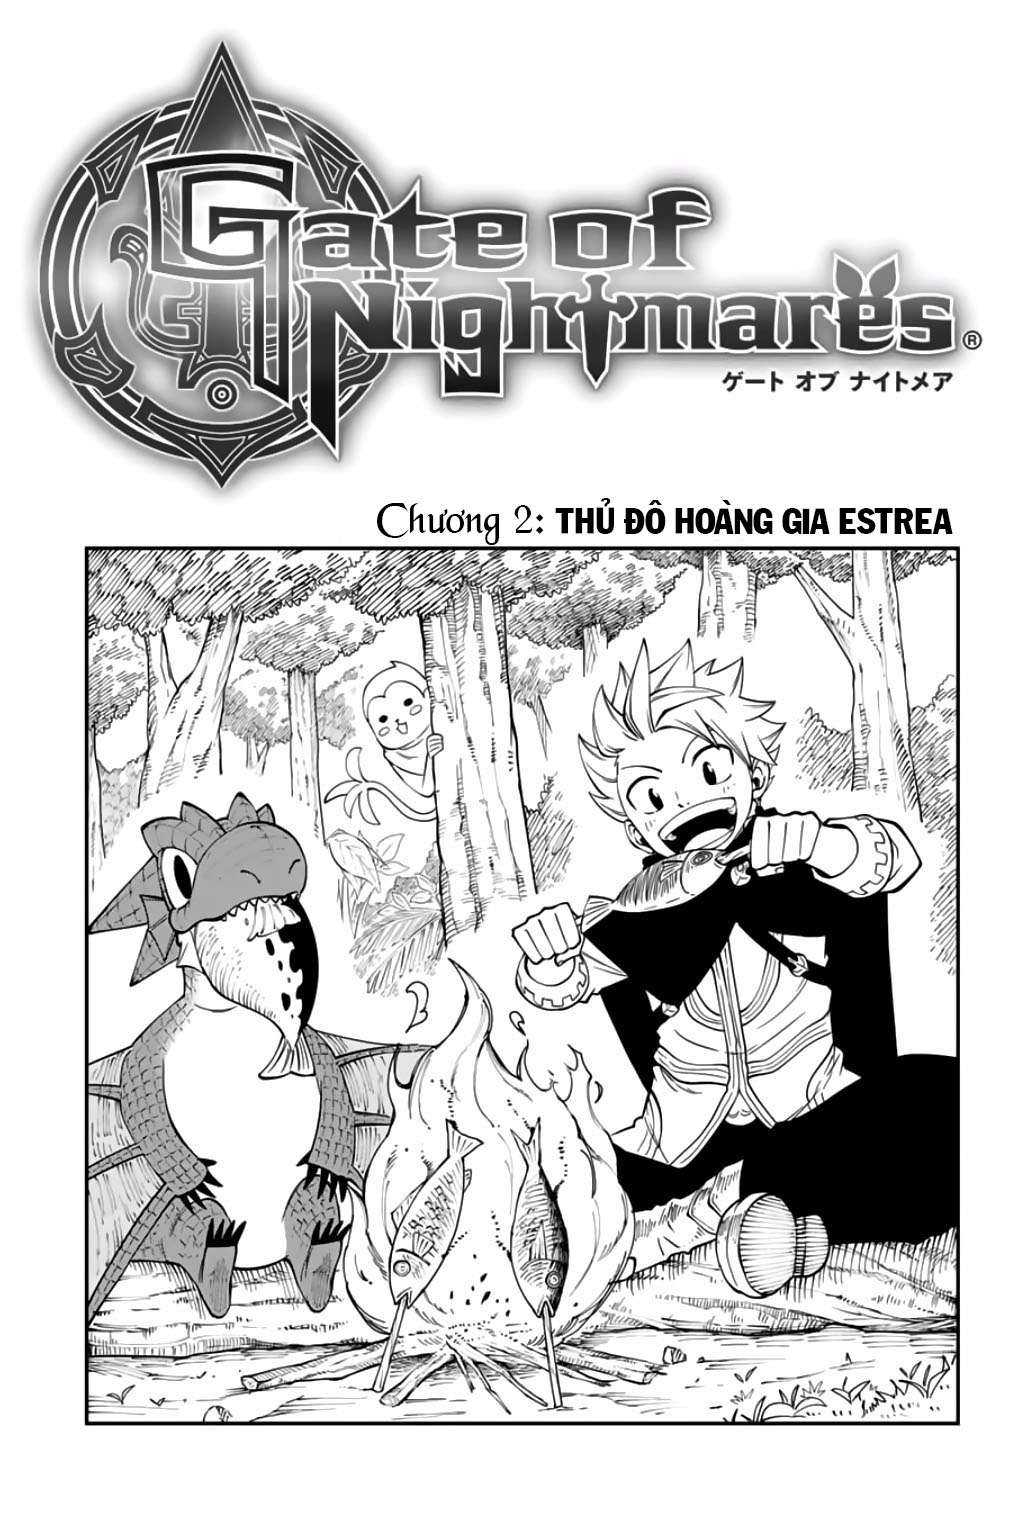 Gate of
Nightmares®
ゲート オブ ナイトメア
Chương 2: THỦ ĐÔ HOÀNG GIA ESTREA